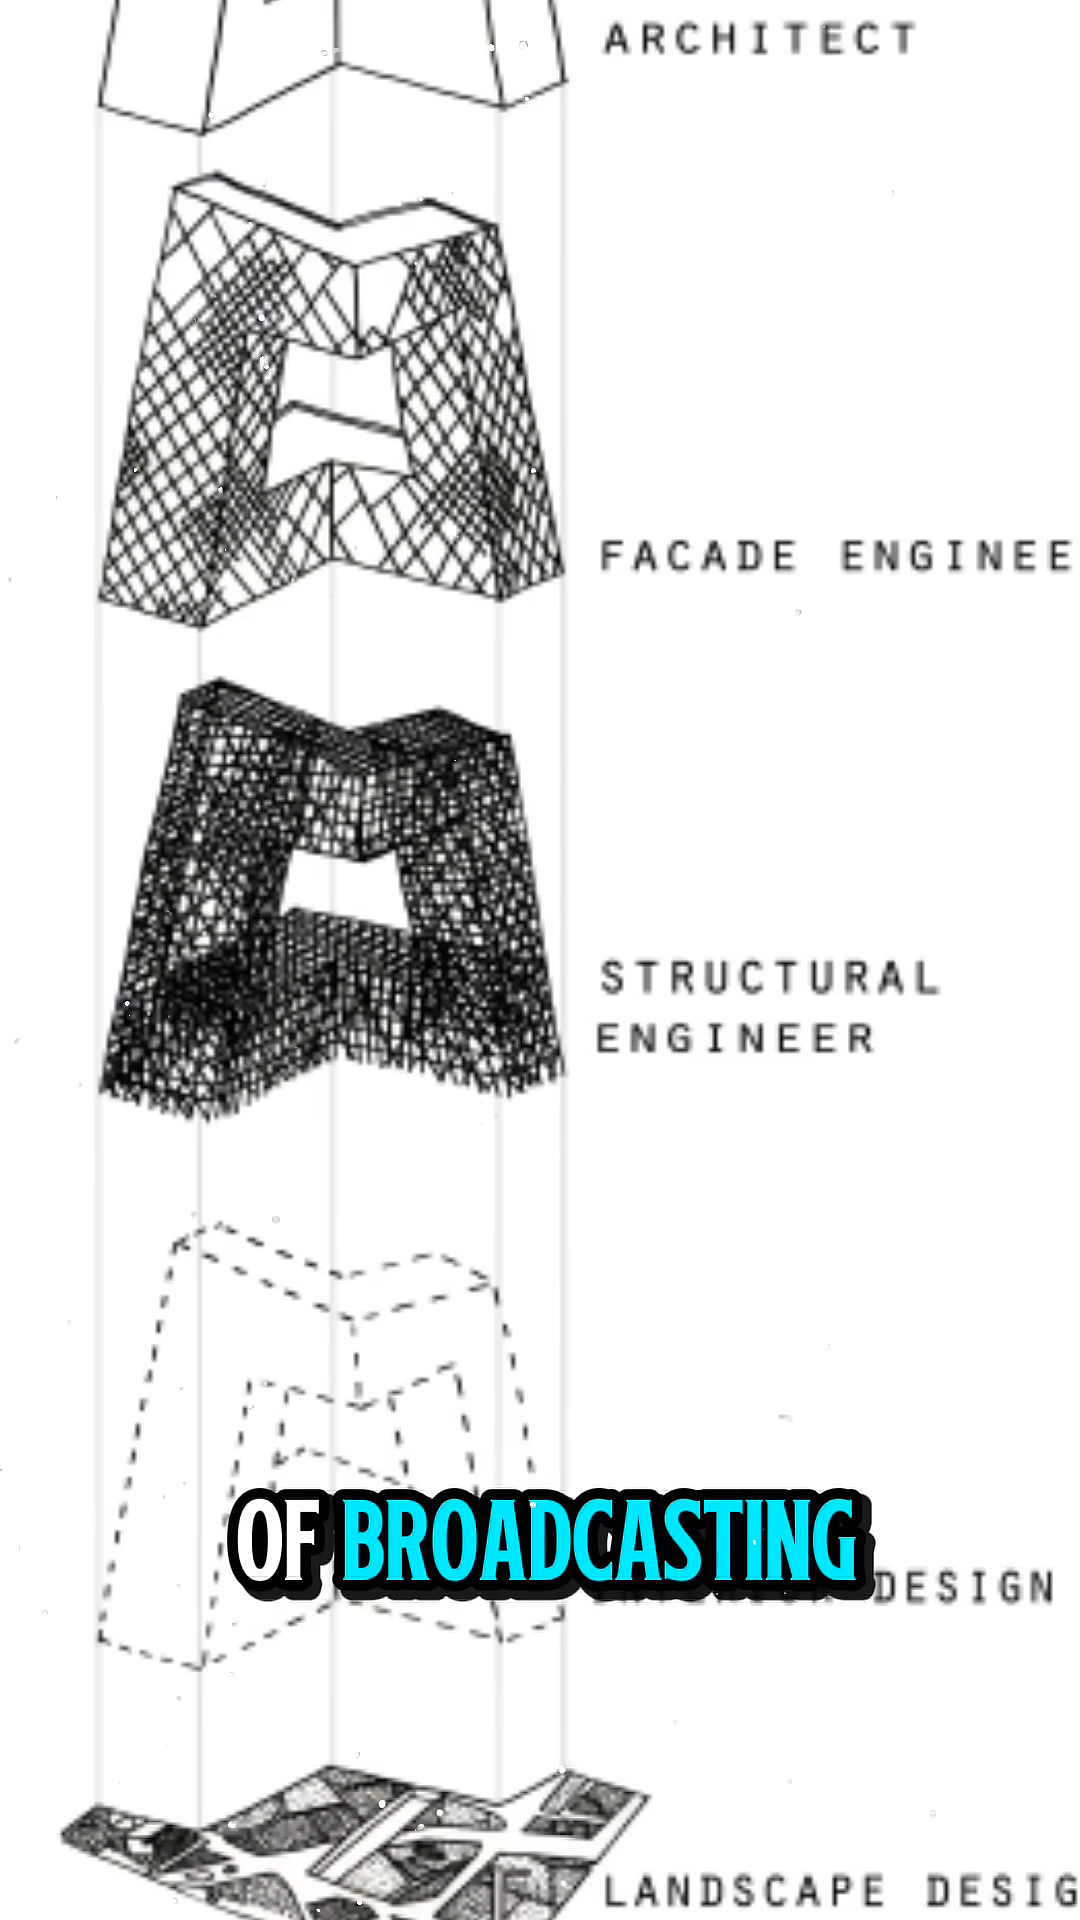 ARCHITECT
FACADE ENGINEE
STRUCTURAL
ENGINEER
OF BROADCASTING
DESIGN
LANDSCAPE DESIG